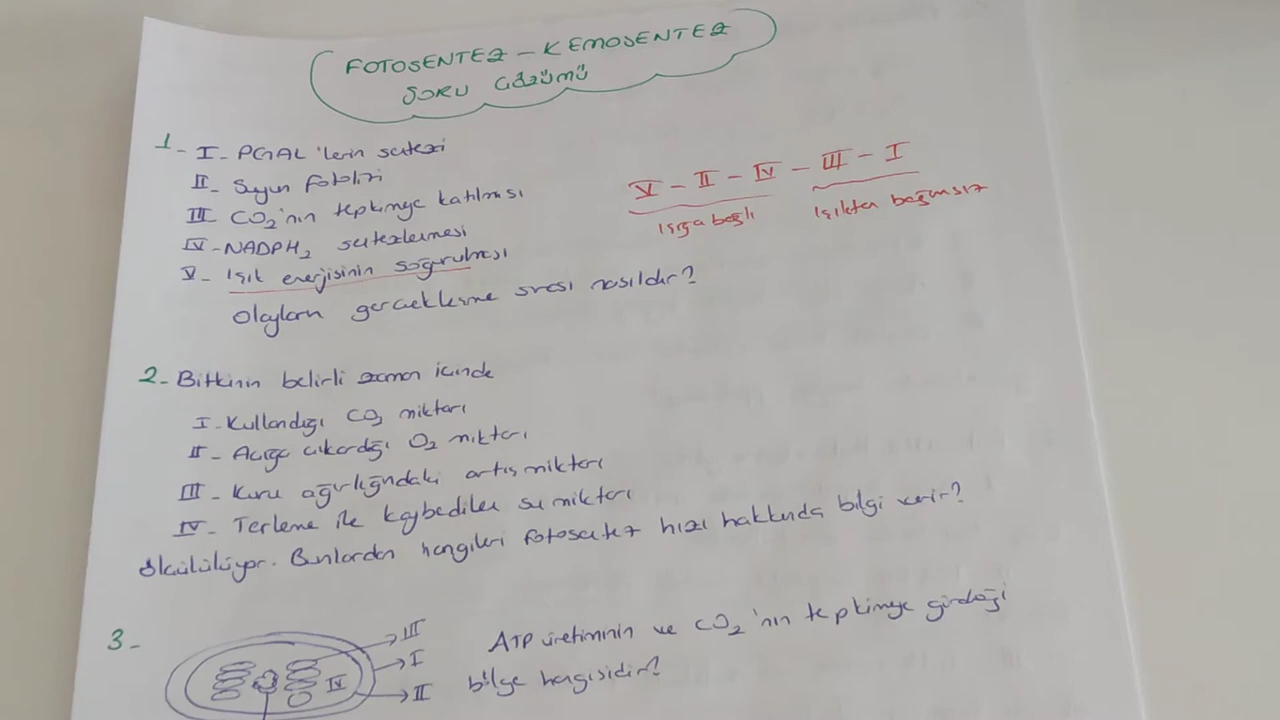 FOTOSENTEZ - KEMOSENTEZ
SORU ÇÖZÜMÜ
1- I- PGAL'lerin sentezi
II- Suyun fotolizi
III- CO₂'nin tepkimeye katılması
IV- NADPH₂ sentezlenmesi
V- Işık enerjisinin soğurulması
Olayların gerçekleşme sırası nasıldır?
V - II - IV - III - I
Işığa bağlı
Işıktan bağımsız
2- Bitkinin belirli zaman içinde
I- Kullandığı CO₂ miktarı
II- Açığa çıkardığı O₂ miktarı
III- Kuru ağırlığındaki artış miktarı
IV- Terleme ile kaybedilen su miktarı
ölçülülüyor. Bunlardan hangileri fotosentez hızı hakkında bilgi verir?
3-
III
I
II
IV
ATP üretiminin ve CO₂'nin tepkimeye girdiği
bölge hangisidir?